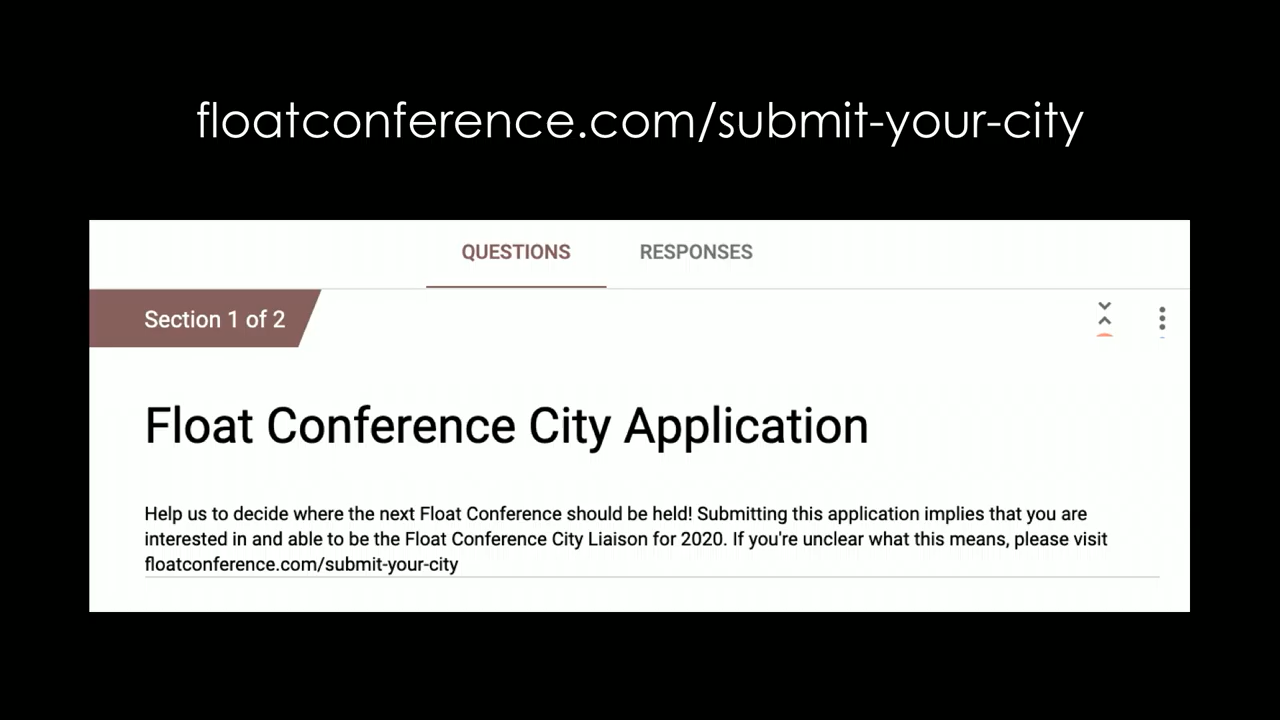 floatconference.com/submit-your-city
QUESTIONS RESPONSES
Section 1 of 2
Float Conference City Application
Help us to decide where the next Float Conference should be held! Submitting this application implies that you are
interested in and able to be the Float Conference City Liaison for 2020. If you're unclear what this means, please visit
floatconference.com/submit-your-city